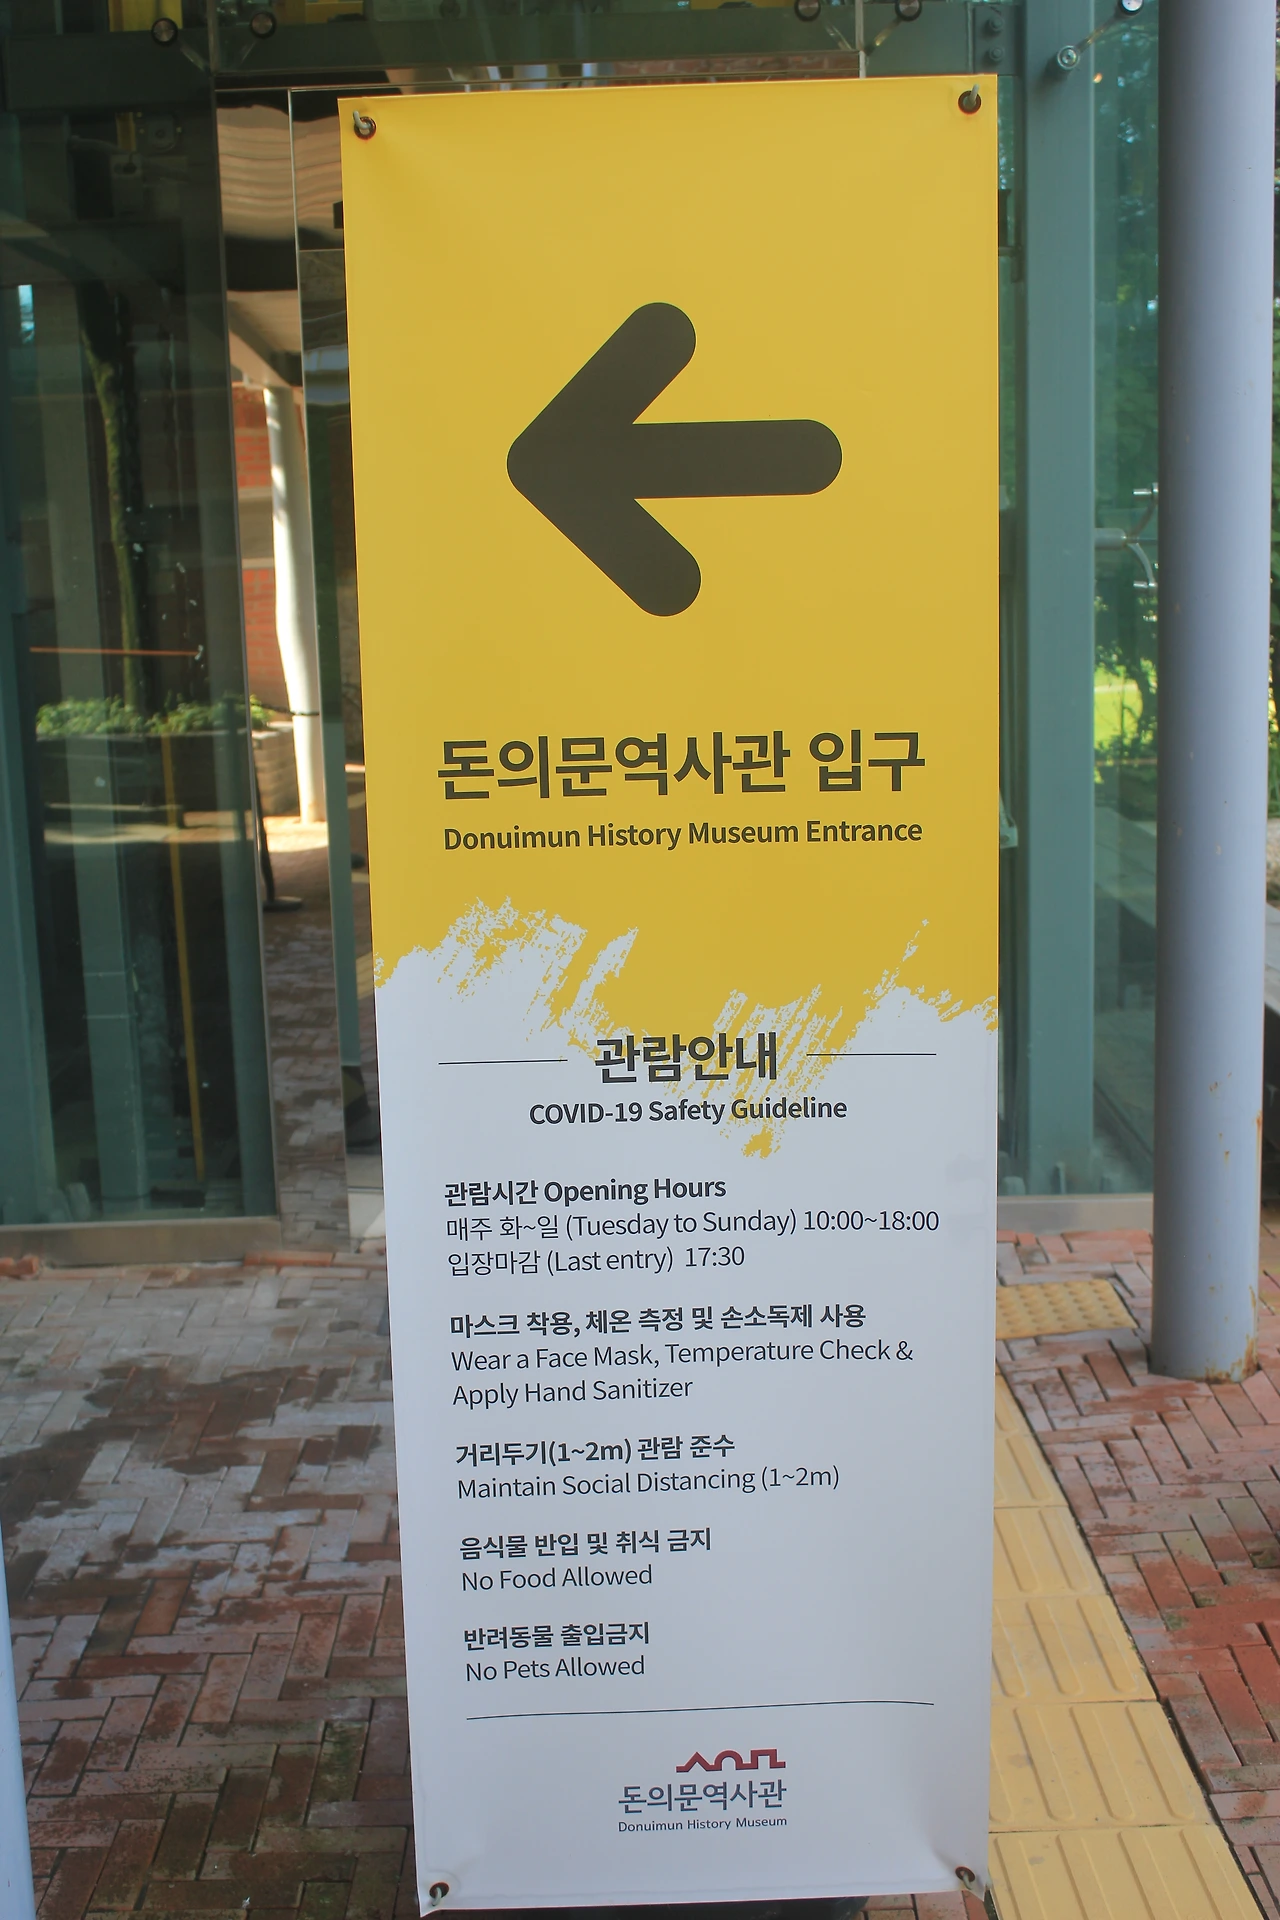 돈의문역사관 입구
Donuimun History Museum Entrance
관람안내
COVID-19 Safety Guideline
관람시간 Opening Hours
매주 화~일 (Tuesday to Sunday) 10:00~18:00
입장마감 (Last entry) 17:30
마스크 착용, 체온 측정 및 손소독제 사용
Wear a Face Mask, Temperature Check &
Apply Hand Sanitizer
거리두기(1~2m) 관람 준수
Maintain Social Distancing (1~2m)
음식물 반입 및 취식 금지
No Food Allowed
반려동물 출입금지
No Pets Allowed
돈의문역사관
Donuimun History Museum